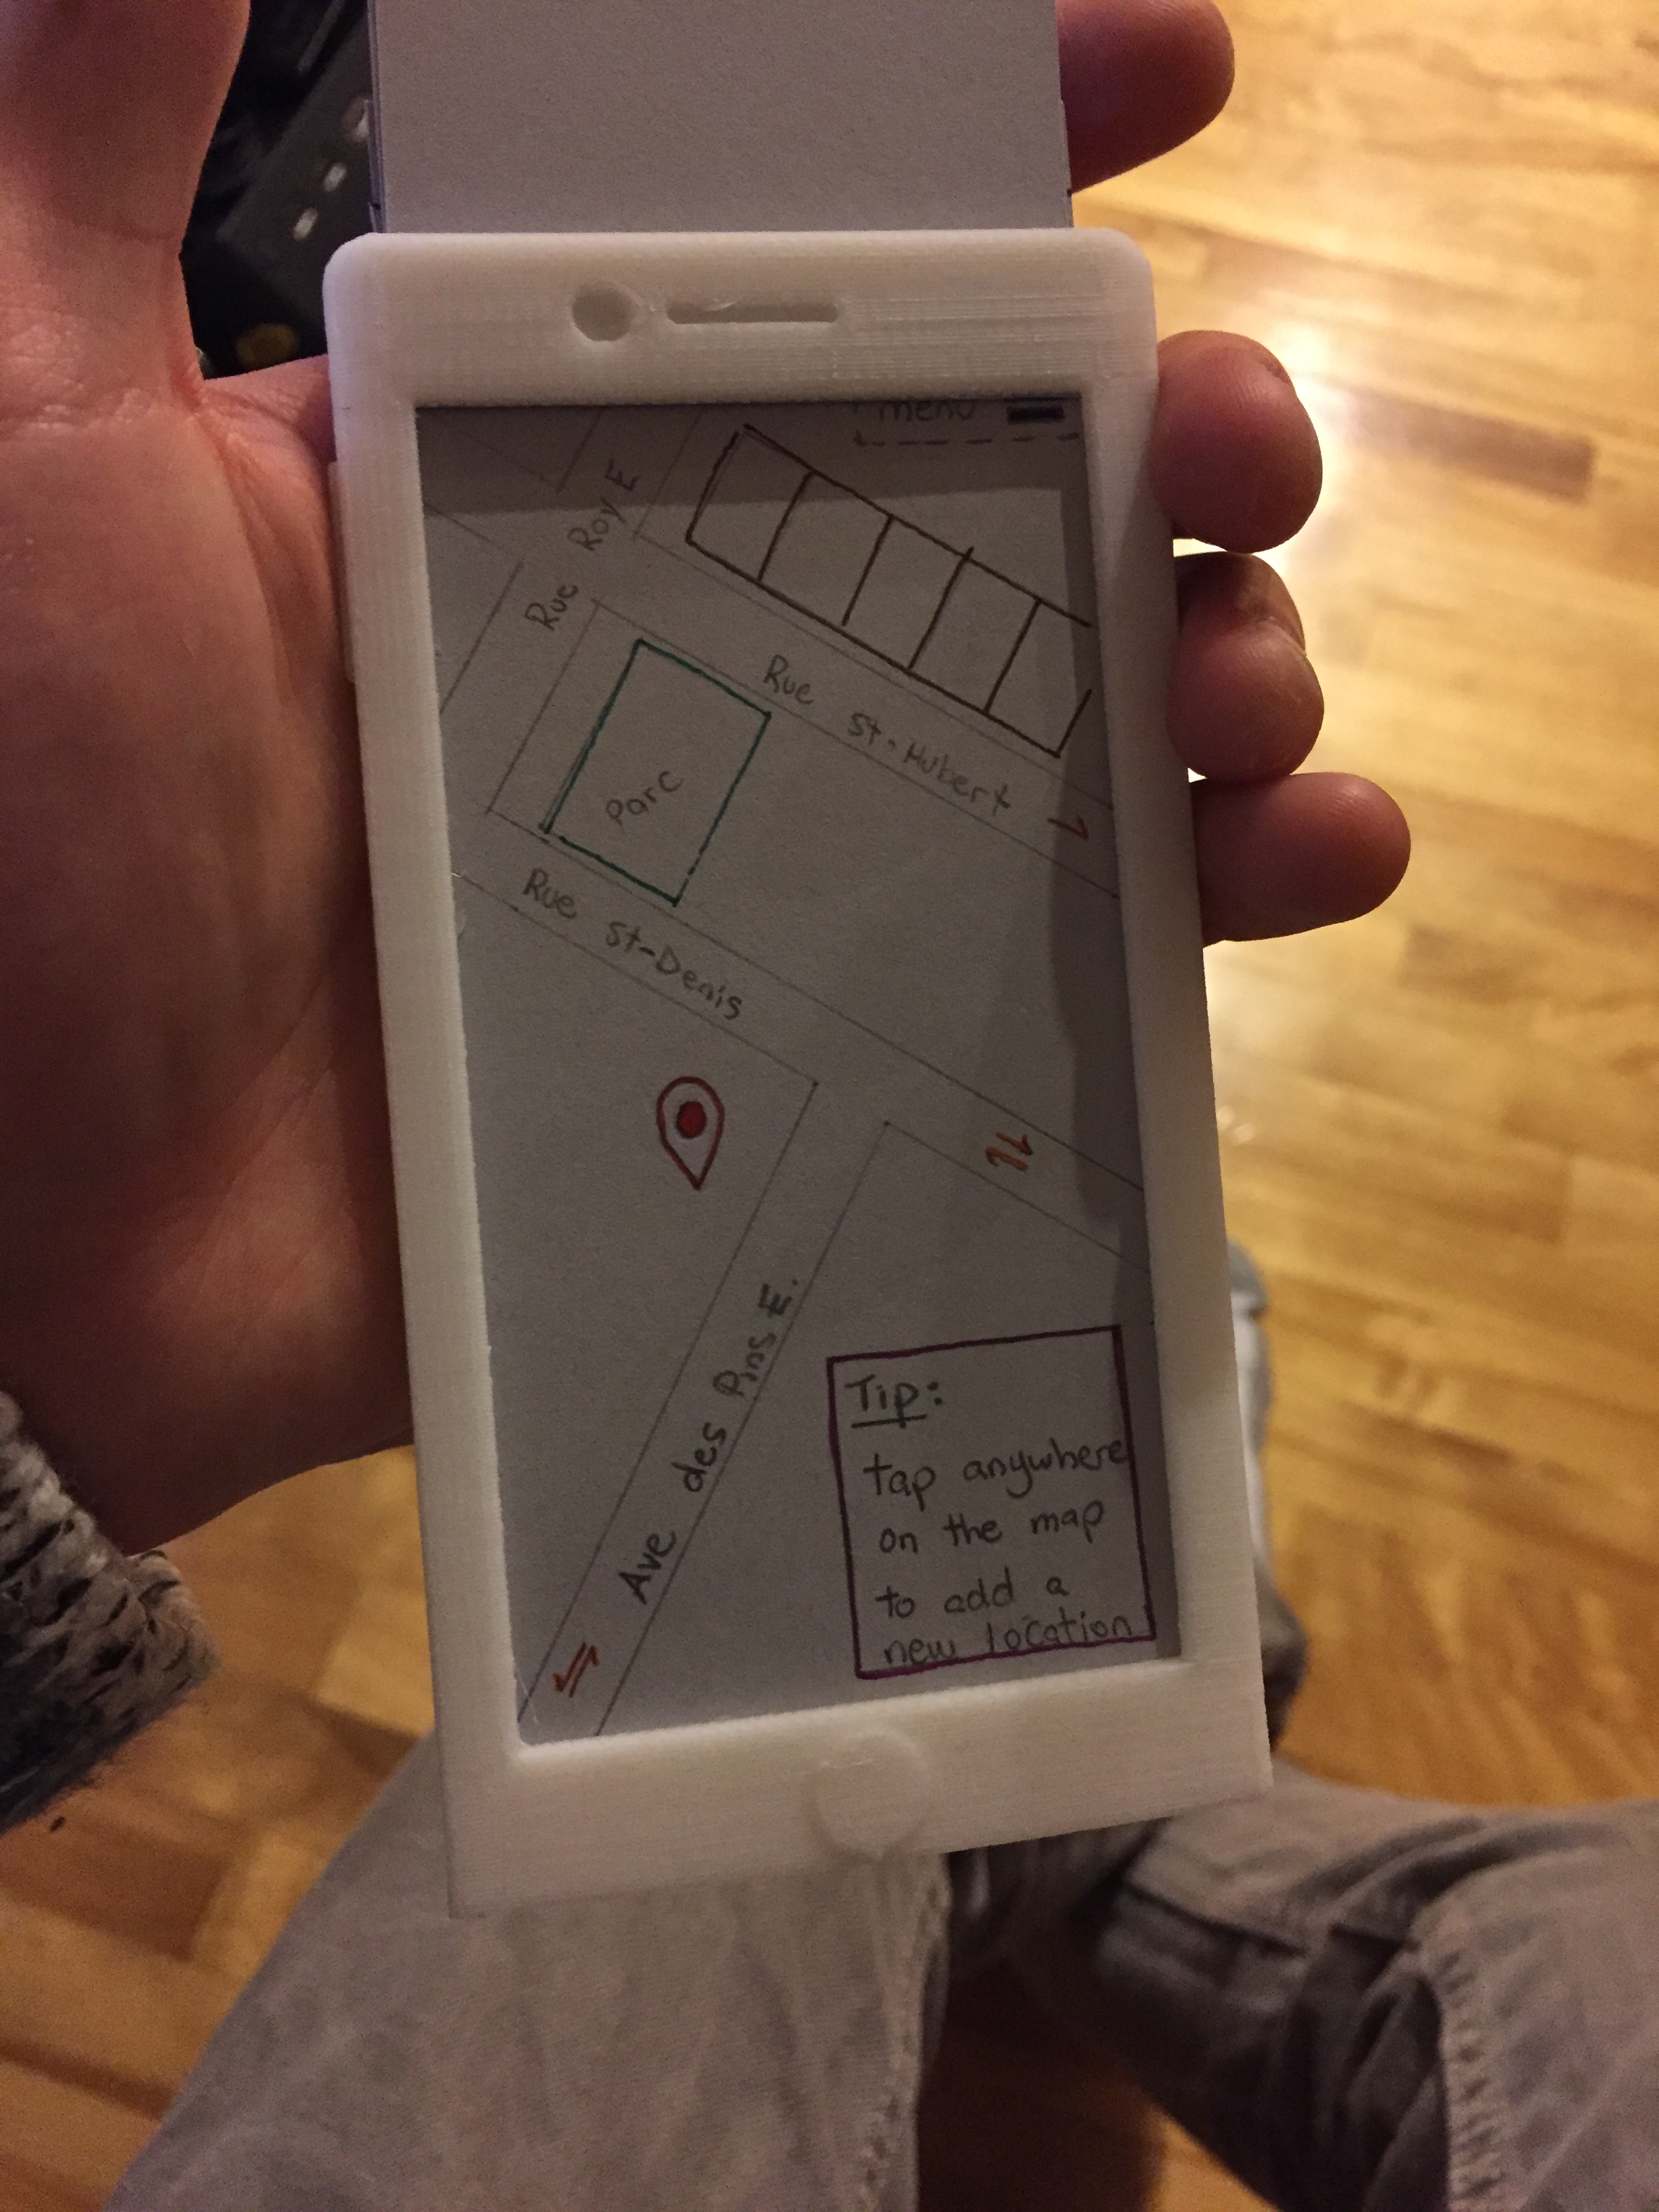 menu
Rue Roy E
Rue St-Hubert
Parc
Rue St-Denis
Ave des Pins E.
Tip:
tap anywhere
on the map
to add a
new location